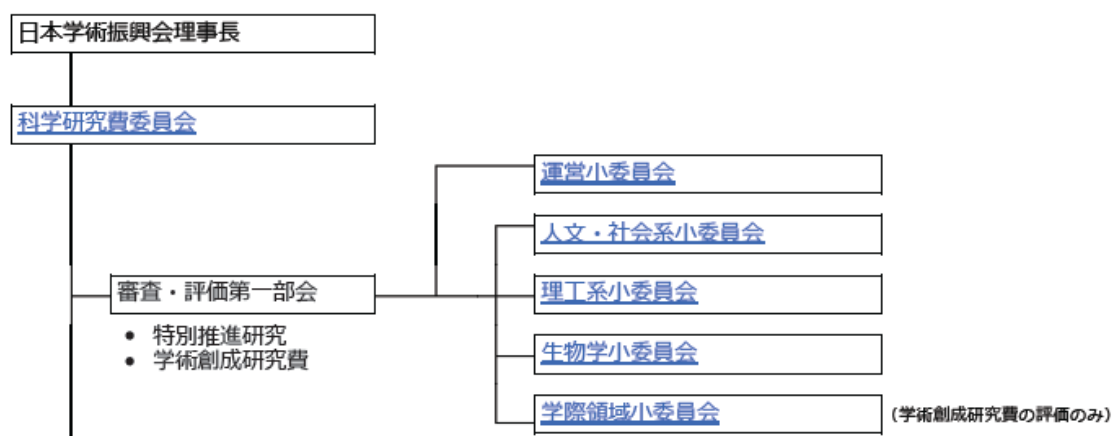 日本学術振興会理事長
科学研究費委員会
運営小委員会
人文・社会系小委員会
審査・評価第一部会
理工系小委員会
• 特別推進研究
• 学術創成研究費
生物学小委員会
学際領域小委員会
（学術創成研究費の評価のみ）